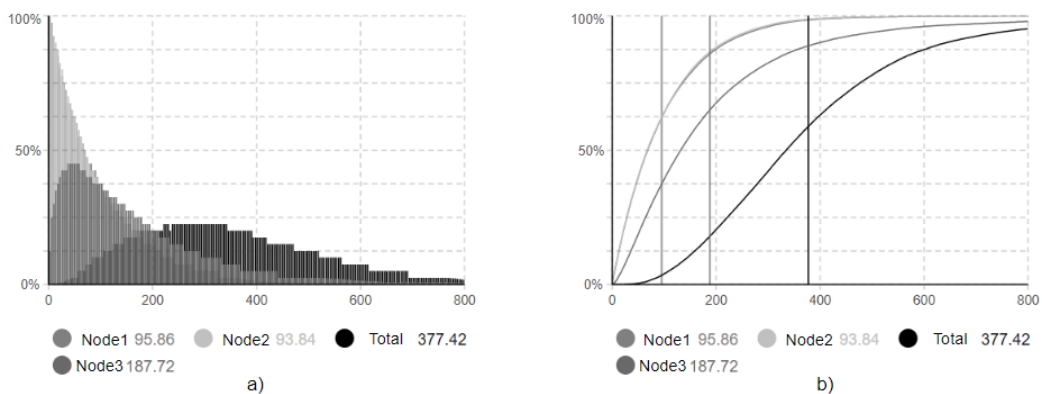 100%
50%
0%
0 200 400 600 800
Node1 95.86 Node2 93.84 Total 377.42
Node3 187.72
a)
100%
50%
0%
0 200 400 600 800
Node1 95.86 Node2 93.84 Total 377.42
Node3 187.72
b)